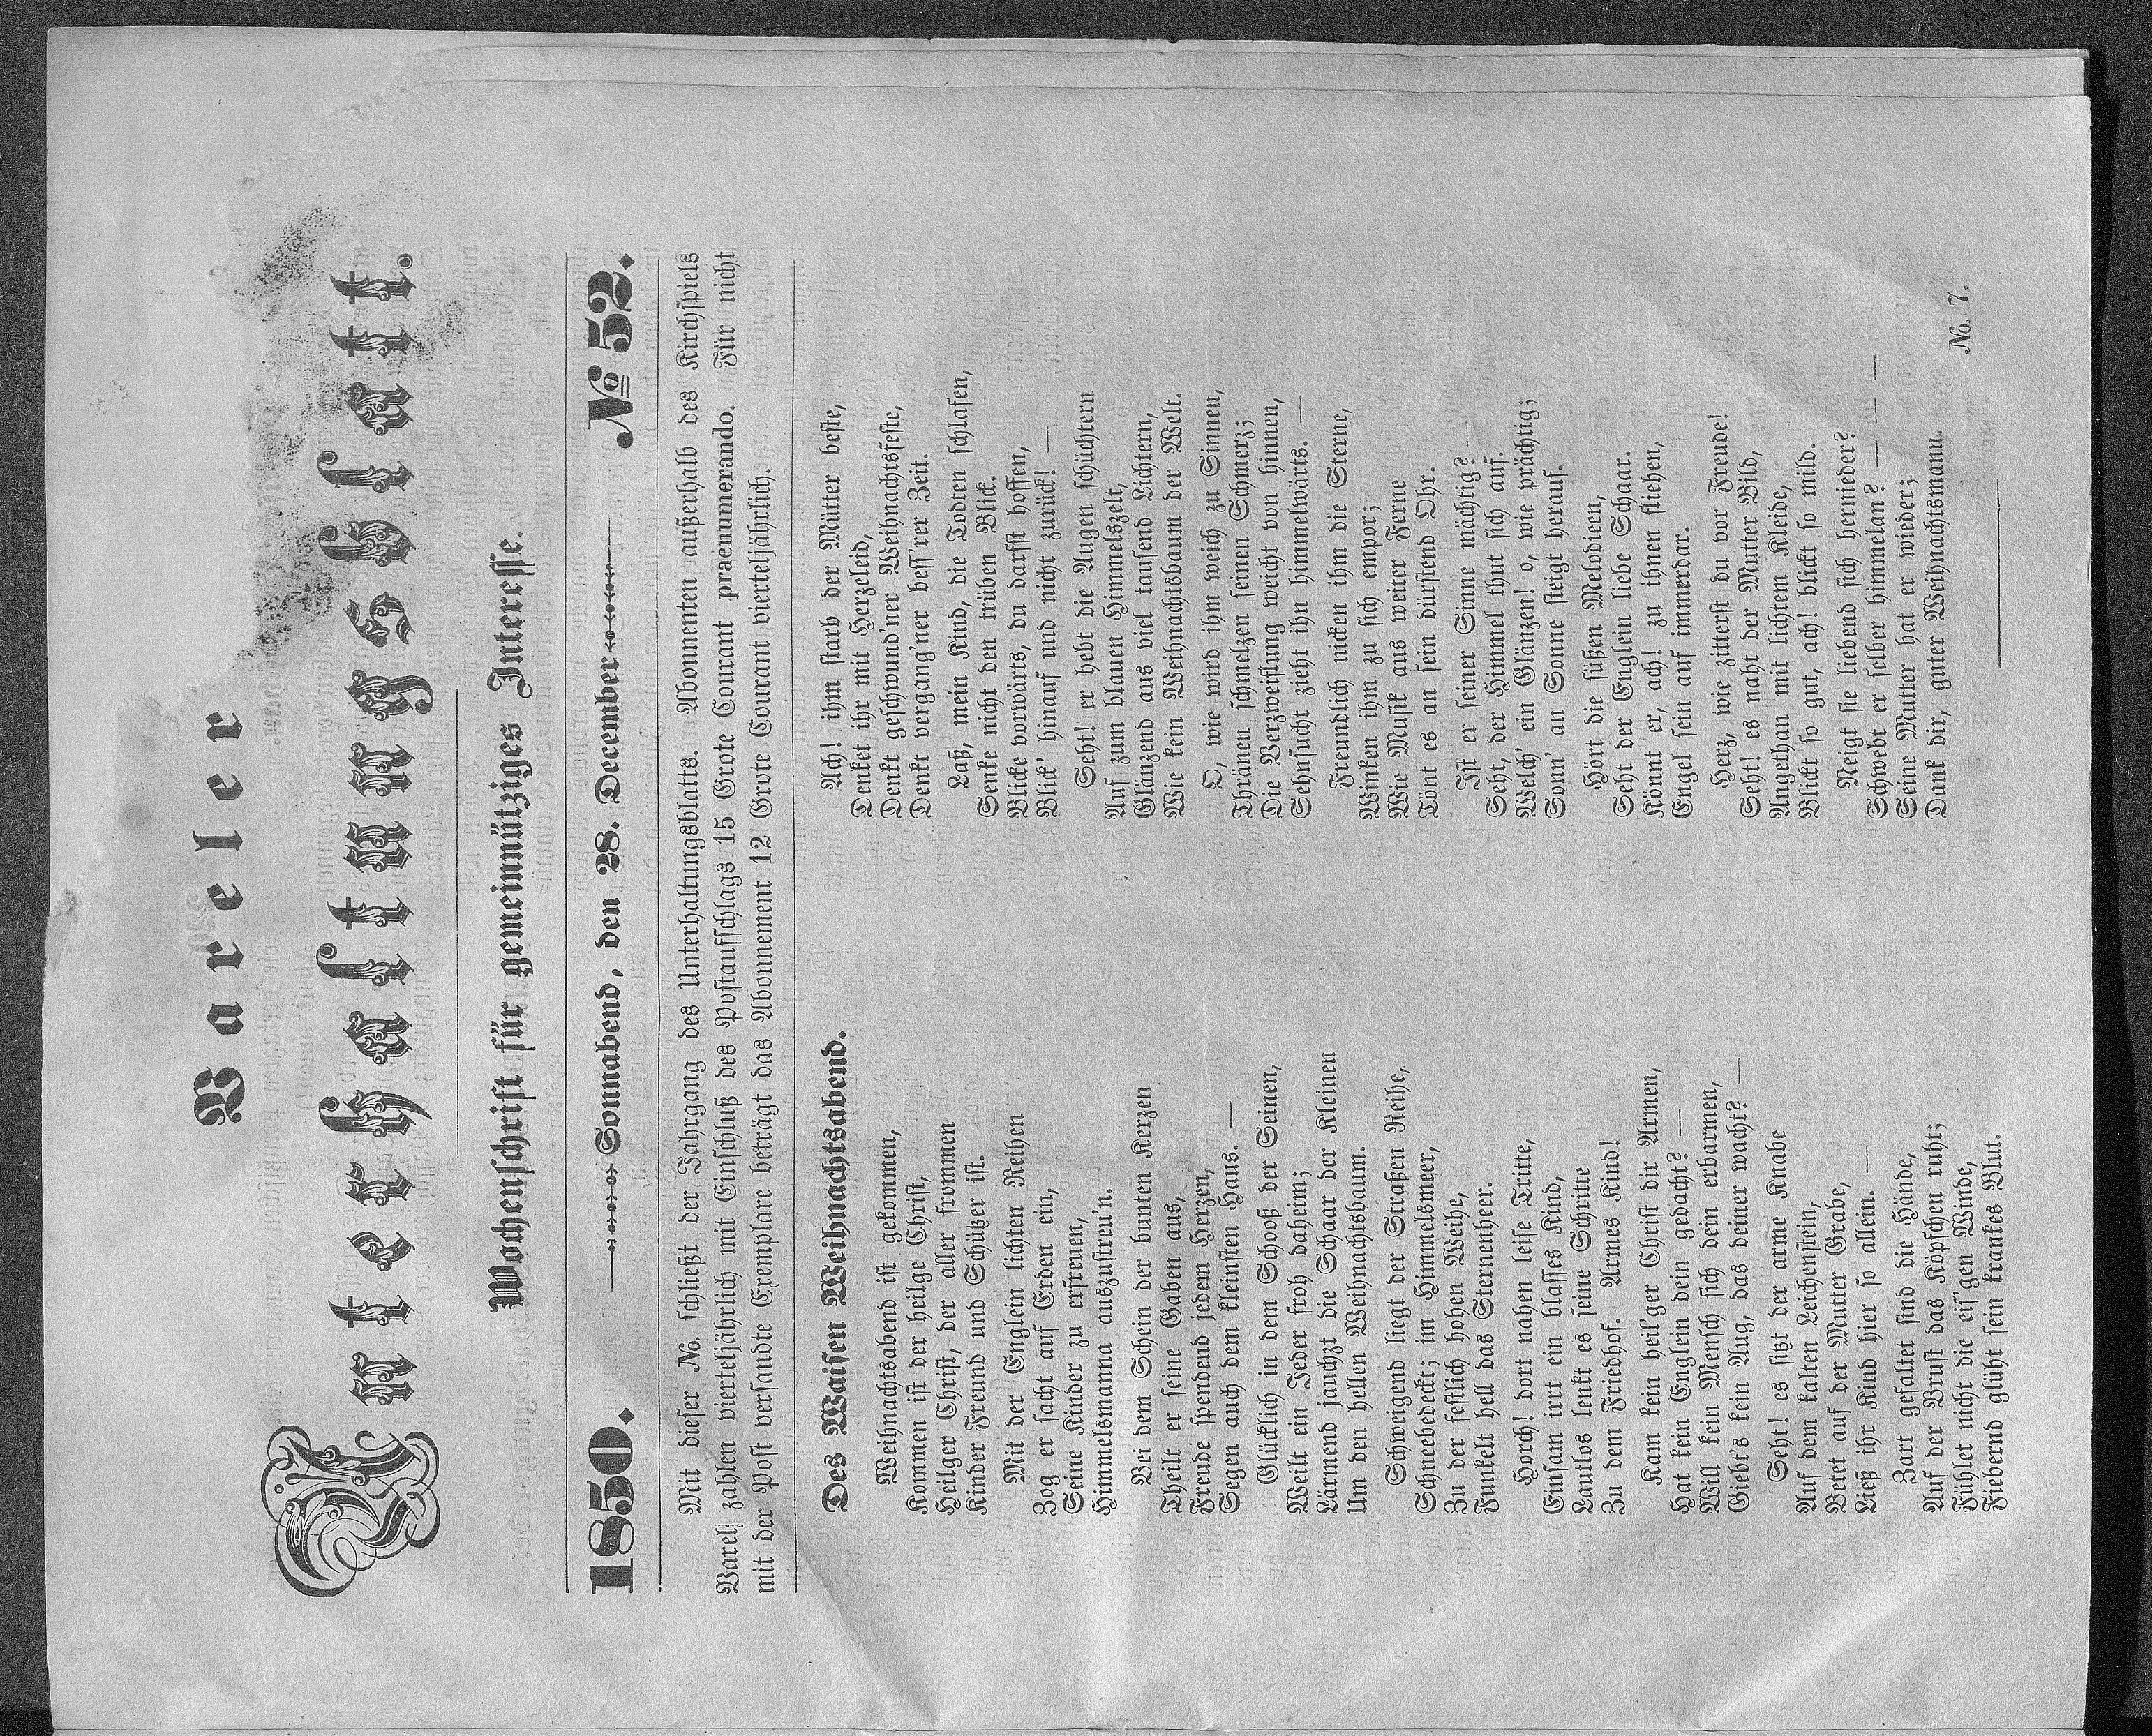 Vareler
Unterhaltungsblatt.
Wochenschrift für gemeinnütziges Interesse.
1850. Sonnabend, den 28. December № 52.
Mit dieser No. schließt der Jahrgang des Unterhaltungsblatts. Abonnenten außerhalb des Kirchspiels
Varel zahlen vierteljährlich mit Einschluß des Postaufschlags 15 Grote Courant praenumerando. Für nicht
mit der Post versandte Exemplare beträgt das Abonnement 12 Grote Courant vierteljährlich.
Des Waisen Weihnachtsabend.
Weihnachtsabend ist gekommen,
Kommen ist der heilge Christ,
Heilger Christ, der aller frommen
Kinder Freund und Schützer ist.
Mit der Englein lichten Reihen
Zog er sacht auf Erden ein,
Seine Kinder zu erfreuen,
Himmelsmanna auszustreu'n.
Bei dem Schein der bunten Kerzen
Theilt er seine Gaben aus,
Freude spendend jedem Herzen,
Segen auch dem kleinsten Haus. —
Glücklich in dem Schooß der Seinen,
Weilt ein Jeder froh daheim;
Lärmend jauchzt die Schaar der Kleinen
Um den hellen Weihnachtsbaum.
Schweigend liegt der Straßen Reihe,
Schneebedeckt; im Himmelsmeer,
Zu der festlich hohen Weihe,
Funkelt hell das Sternenheer.
Horch! dort nahen leise Tritte,
Einsam irrt ein blasses Kind,
Lautlos lenkt es seine Schritte
Zu dem Friedhof. Armes Kind!
Kam kein heil'ger Christ dir Armen,
Hat kein Englein dein gedacht? —
Will kein Mensch sich dein erbarmen,
Giebt's kein Aug, das deiner wacht? —
Seht! es sitzt der arme Knabe
Auf dem kalten Leichenstein,
Betet auf der Mutter Grabe,
Ließ ihr Kind hier so allein. —
Zart gefaltet sind die Hände,
Auf der Brust das Köpfchen ruht;
Fühlet nicht die eis'gen Winde,
Fiebernd glüht sein krankes Blut.
Ach! ihm starb der Mütter beste,
Denket ihr mit Herzeleid,
Denkt geschwund'ner Weihnachtsfeste,
Denkt vergang'ner bess'rer Zeit.
Laß, mein Kind, die Todten schlafen,
Senke nicht den trüben Blick.
Blicke vorwärts, du darfst hoffen,
Blick' hinauf und nicht zurück! —
Seht! er hebt die Augen schüchtern
Auf zum blauen Himmelszelt,
Glänzend aus viel tausend Lichtern,
Wie kein Weihnachtsbaum der Welt.
O, wie wird ihm weich zu Sinnen,
Thränen schmelzen seinen Schmerz;
Die Verzweiflung weicht von hinnen,
Sehnsucht zieht ihn himmelwärts. —
Freundlich nicken ihm die Sterne,
Winken ihm zu sich empor;
Wie Musik aus weiter Ferne
Tönt es an sein dürstend Ohr.
Ist er seiner Sinne mächtig? —
Seht, der Himmel thut sich auf.
Welch' ein Glänzen! o, wie prächtig;
Sonn' an Sonne steigt herauf.
Hört die süßen Melodieen,
Seht der Englein liebe Schaar.
Könnt er, ach! zu ihnen fliehen,
Engel sein auf immerdar.
Herz, wie zitterst du vor Freude!
Seht! es naht der Mutter Bild,
Angethan mit lichtem Kleide,
Blickt so gut, ach! blickt so mild.
Neigt sie liebend sich hernieder?
Schwebt er selber himmelan? — — —
Seine Mutter hat er wieder;
Dank dir, guter Weihnachtsmann.
No. 7.